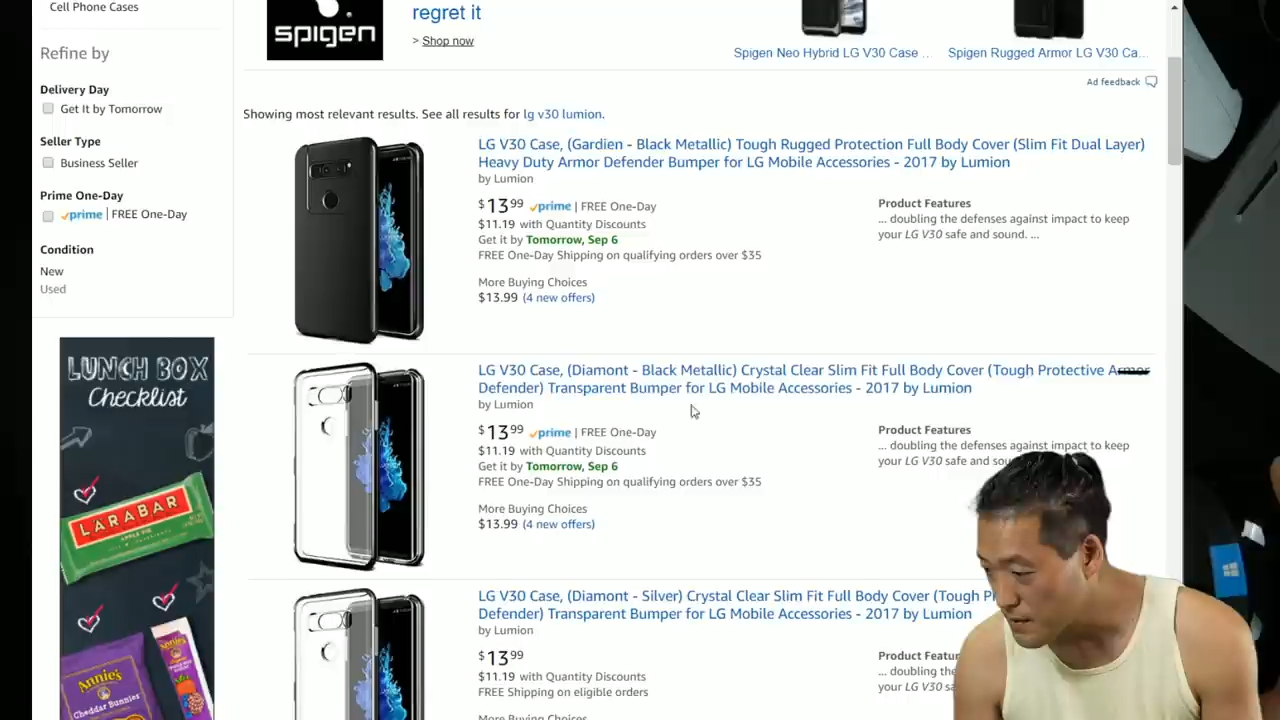 Cell Phone Cases
Refine by
Delivery Day
Get It by Tomorrow
Seller Type
Business Seller
Prime One-Day
prime | FREE One-Day
Condition
New
Used
LUNCH BOX
Checklist
LARABAR
APPLE PIE
Annie's
Cheddar Bunnies
Annie's
spigen
regret it
> Shop now
Spigen Neo Hybrid LG V30 Case ...
Spigen Rugged Armor LG V30 Ca...
Ad feedback
Showing most relevant results. See all results for lg v30 lumion.
LG V30 Case, (Gardien - Black Metallic) Tough Rugged Protection Full Body Cover (Slim Fit Dual Layer)
Heavy Duty Armor Defender Bumper for LG Mobile Accessories - 2017 by Lumion
by Lumion
$13.99 prime | FREE One-Day
$11.19 with Quantity Discounts
Get it by Tomorrow, Sep 6
FREE One-Day Shipping on qualifying orders over $35
More Buying Choices
$13.99 (4 new offers)
Product Features
... doubling the defenses against impact to keep
your LG V30 safe and sound. ...
LG V30 Case, (Diamont - Black Metallic) Crystal Clear Slim Fit Full Body Cover (Tough Protective Armor
Defender) Transparent Bumper for LG Mobile Accessories - 2017 by Lumion
by Lumion
$13.99 prime | FREE One-Day
$11.19 with Quantity Discounts
Get it by Tomorrow, Sep 6
FREE One-Day Shipping on qualifying orders over $35
More Buying Choices
$13.99 (4 new offers)
Product Features
... doubling the defenses against impact to keep
your LG V30 safe and
LG V30 Case, (Diamont - Silver) Crystal Clear Slim Fit Full Body Cover (Tough
Defender) Transparent Bumper for LG Mobile Accessories - 2017 by Lumion
by Lumion
$13.99
$11.19 with Quantity Discounts
FREE Shipping on eligible orders
More Buying Choices
Product
... doubling the
your LG V30